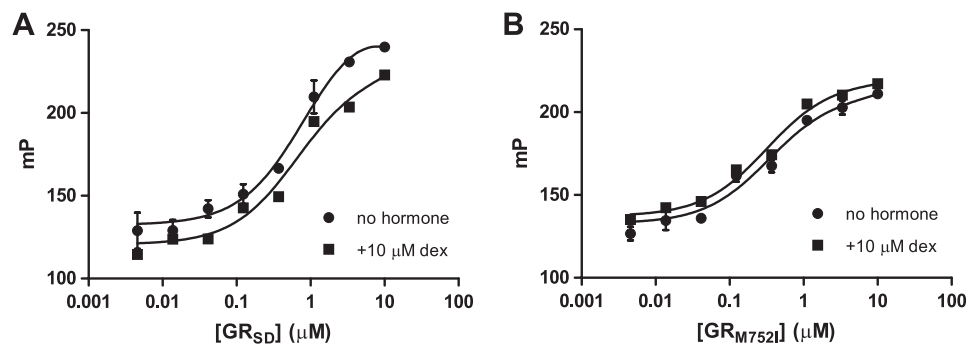 A
250
200
150
100
mP
no hormone
+10 μM dex
0.001 0.01 0.1 1 10 100
[GRSD] (μM)
B
250
200
150
100
mP
no hormone
+10 μM dex
0.001 0.01 0.1 1 10 100
[GRM752I] (μM)